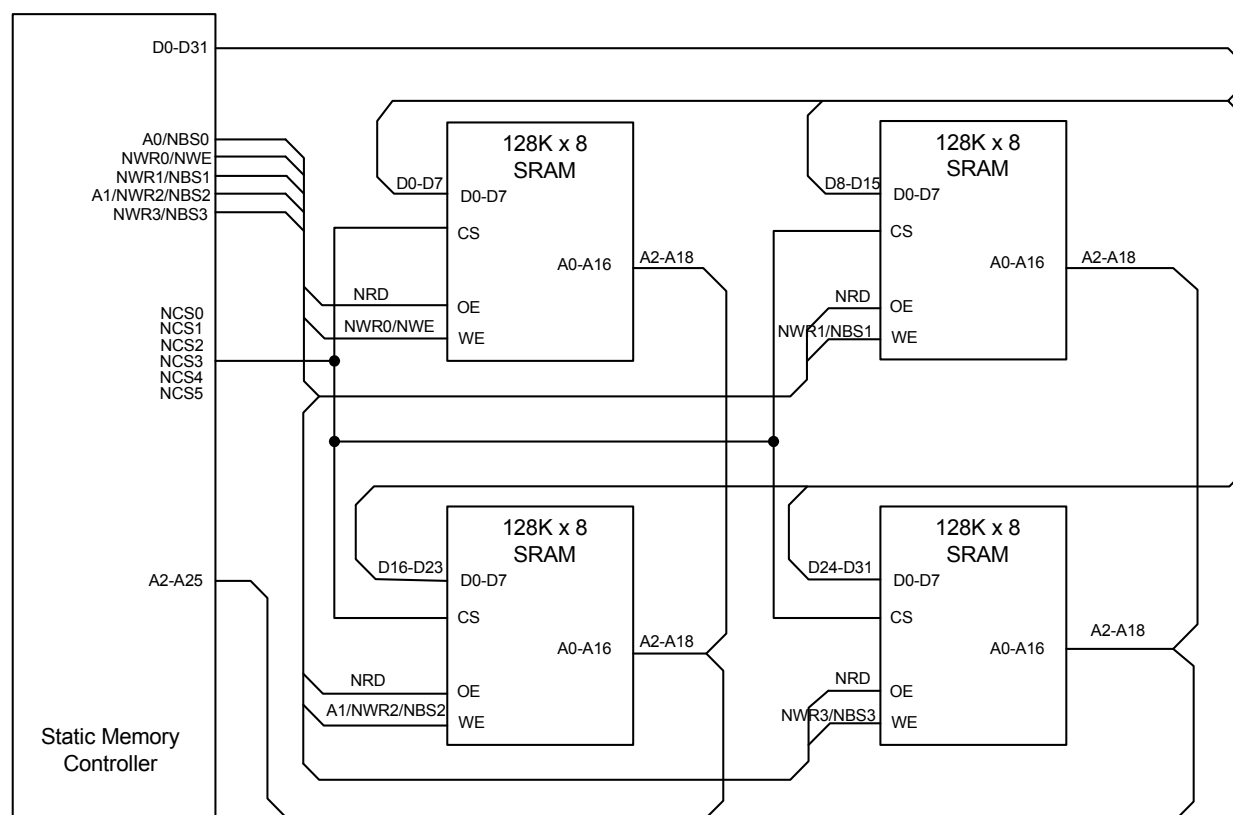 D0-D31
A0/NBS0
NWR0/NWE
NWR1/NBS1
A1/NWR2/NBS2
NWR3/NBS3
NCS0
NCS1
NCS2
NCS3
NCS4
NCS5
A2-A25
Static Memory
Controller
128K x 8
SRAM
D0-D7
D0-D7
CS
A0-A16
A2-A18
NRD
OE
NWR0/NWE
WE
128K x 8
SRAM
D8-D15
D0-D7
CS
A0-A16
A2-A18
NRD
OE
NWR1/NBS1
WE
128K x 8
SRAM
D16-D23
D0-D7
CS
A0-A16
A2-A18
NRD
OE
A1/NWR2/NBS2
WE
128K x 8
SRAM
D24-D31
D0-D7
CS
A0-A16
A2-A18
NRD
OE
NWR3/NBS3
WE